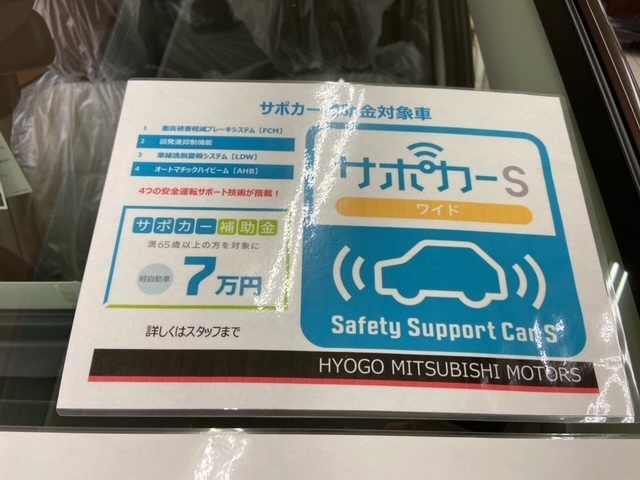 サポカー 金対象車
1 衝突被害軽減ブレーキシステム [FCM]
2 誤発進抑制機能
3 車線逸脱警報システム [LDW]
4 オートマチックハイビーム [AHB]
4つの安全運転サポート技術が搭載！
サポカー補助金
満65歳以上の方を対象に
軽自動車 7万円
詳しくはスタッフまで
サポカーS
ワイド
Safety Support Car S
HYOGO MITSUBISHI MOTORS